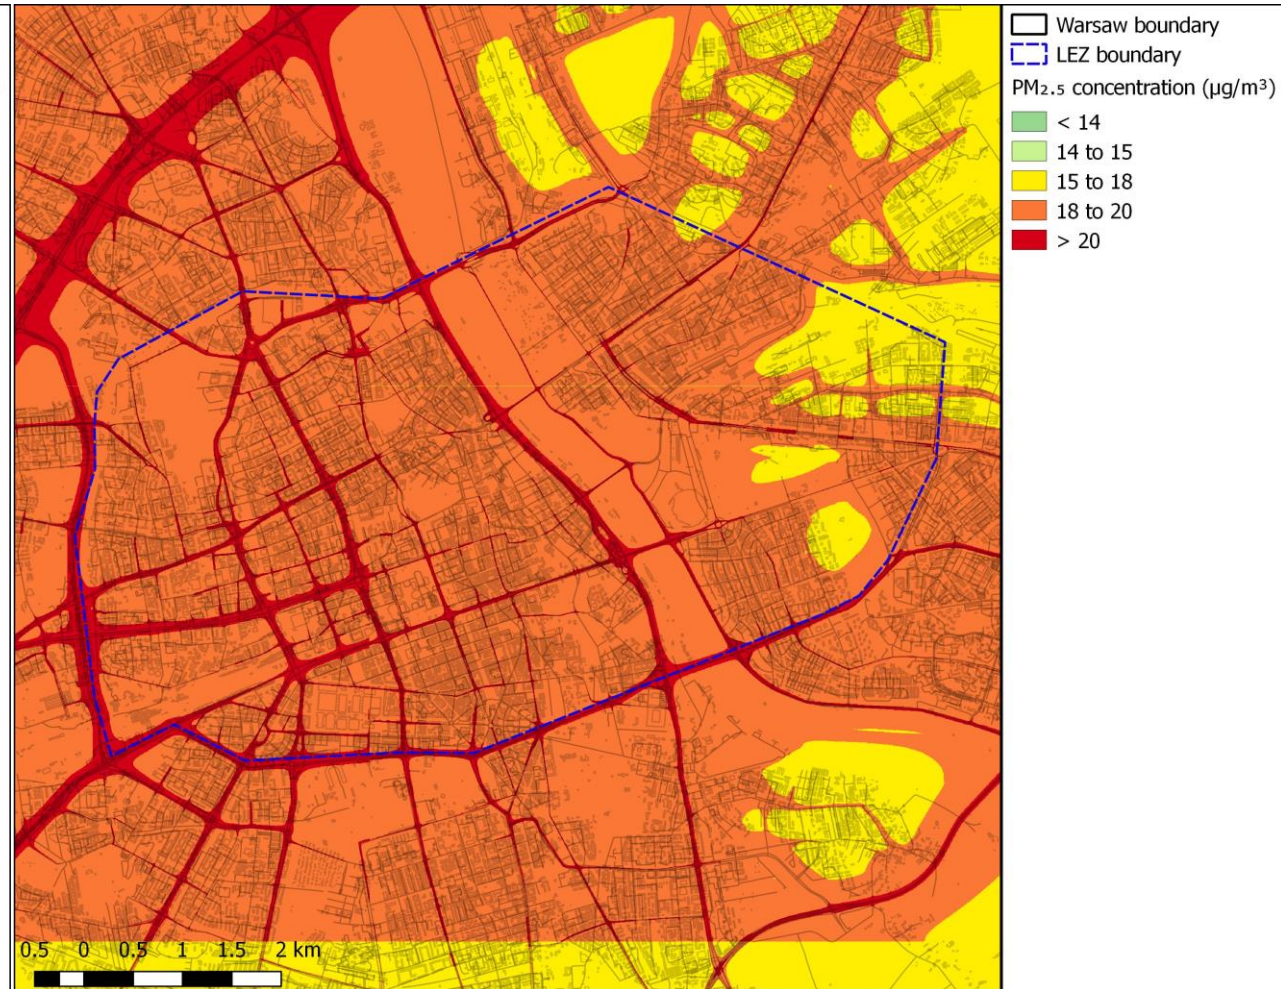 Warsaw boundary
LEZ boundary
PM₂.₅ concentration (µg/m³)
< 14
14 to 15
15 to 18
18 to 20
> 20
0.5 0 0.5 1 1.5 2 km